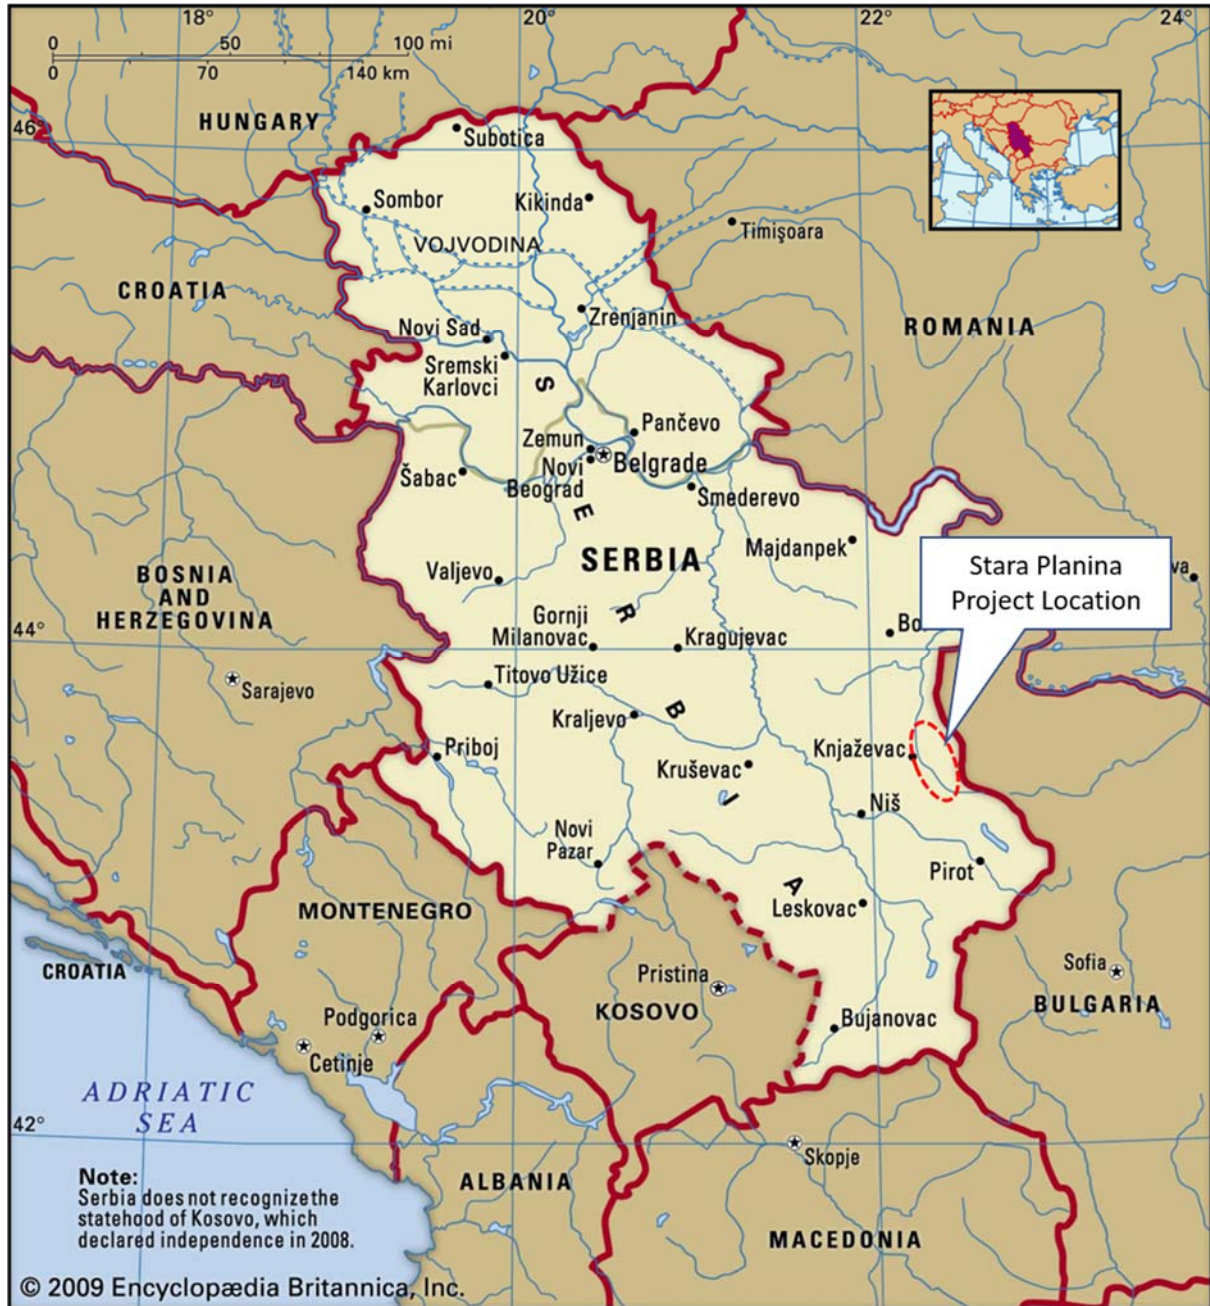 18°
20°
22°
24°
0 50 100 mi
0 70 140 km
HUNGARY
46°
Subotica
Sombor
Kikinda
VOJVODINA
Timişoara
CROATIA
Zrenjanin
ROMANIA
Novi Sad
Sremski
Karlovci
Pančevo
Zemun
Belgrade
Novi
Beograd
Šabac
Smederevo
Majdanpek
SERBIA
SERBIA
Valjevo
BOSNIA
AND
HERZEGOVINA
Stara Planina
Project Location
va
Bo
44°
Gornji
Milanovac
Kragujevac
Titovo Užice
Sarajevo
Kraljevo
Priboj
Knjaževac
Kruševac
Niš
Novi
Pazar
Pirot
Leskovac
MONTENEGRO
CROATIA
Pristina
KOSOVO
Sofia
BULGARIA
Podgorica
Cetinje
Bujanovac
ADRIATIC
SEA
42°
Skopje
ALBANIA
MACEDONIA
Note:
Serbia does not recognize the
statehood of Kosovo, which
declared independence in 2008.
© 2009 Encyclopædia Britannica, Inc.